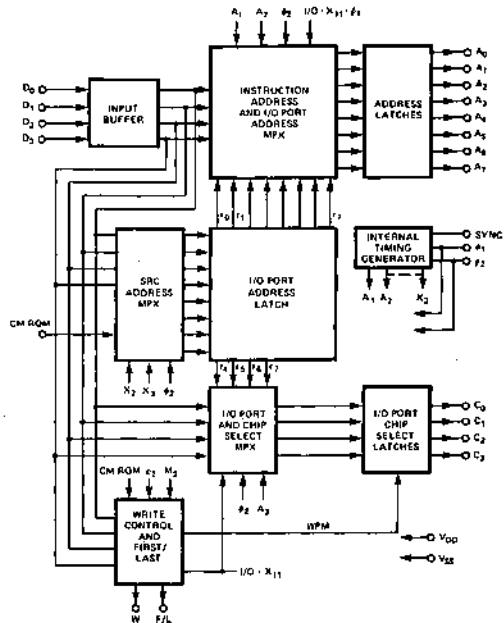 A1 A2 φ2 I/O · X11 · φ1
D0
D1
D2
D3
INPUT
BUFFER
INSTRUCTION
ADDRESS
AND I/O PORT
ADDRESS
MPX
ADDRESS
LATCHES
A0
A1
A2
A3
A4
A5
A6
A7
r0 r1
SRC
ADDRESS
MPX
I/O PORT
ADDRESS
LATCH
INTERNAL
TIMING
GENERATOR
SYNC
φ1
φ2
A1 A2 X3
CM ROM
X2 X3 φ2
r4 r5 r6 r7
I/O PORT
AND CHIP
SELECT
MPX
I/O PORT
CHIP
SELECT
LATCHES
C0
C1
C2
C3
φ2 A3
CM ROM φ2 M2
WRITE
CONTROL
AND
FIRST/
LAST
WPM
I/O · X11
VDD
VSS
W F/L